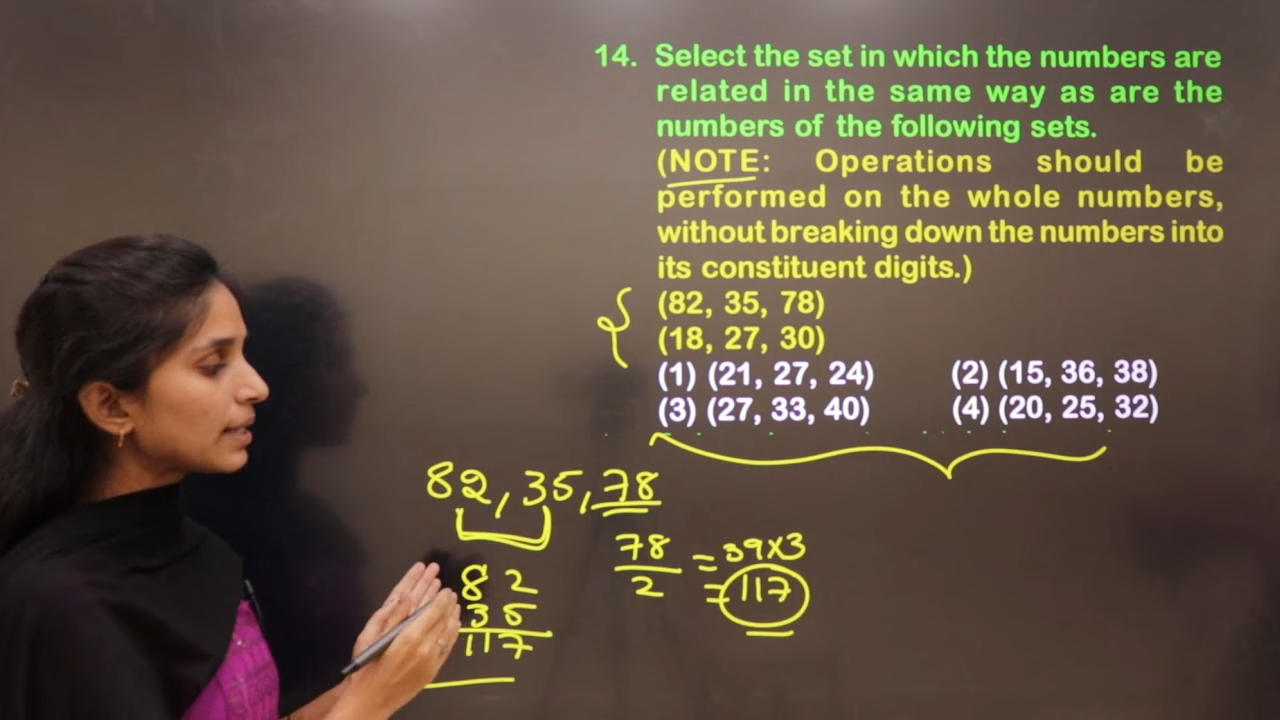 14. Select the set in which the numbers are
related in the same way as are the
numbers of the following sets.
(NOTE: Operations should be
performed on the whole numbers,
without breaking down the numbers into
its constituent digits.)
(82, 35, 78)
(18, 27, 30)
(1) (21, 27, 24) (2) (15, 36, 38)
(3) (27, 33, 40) (4) (20, 25, 32)
82, 35, 78
82
35
117
78/2 = 39×3
= 117